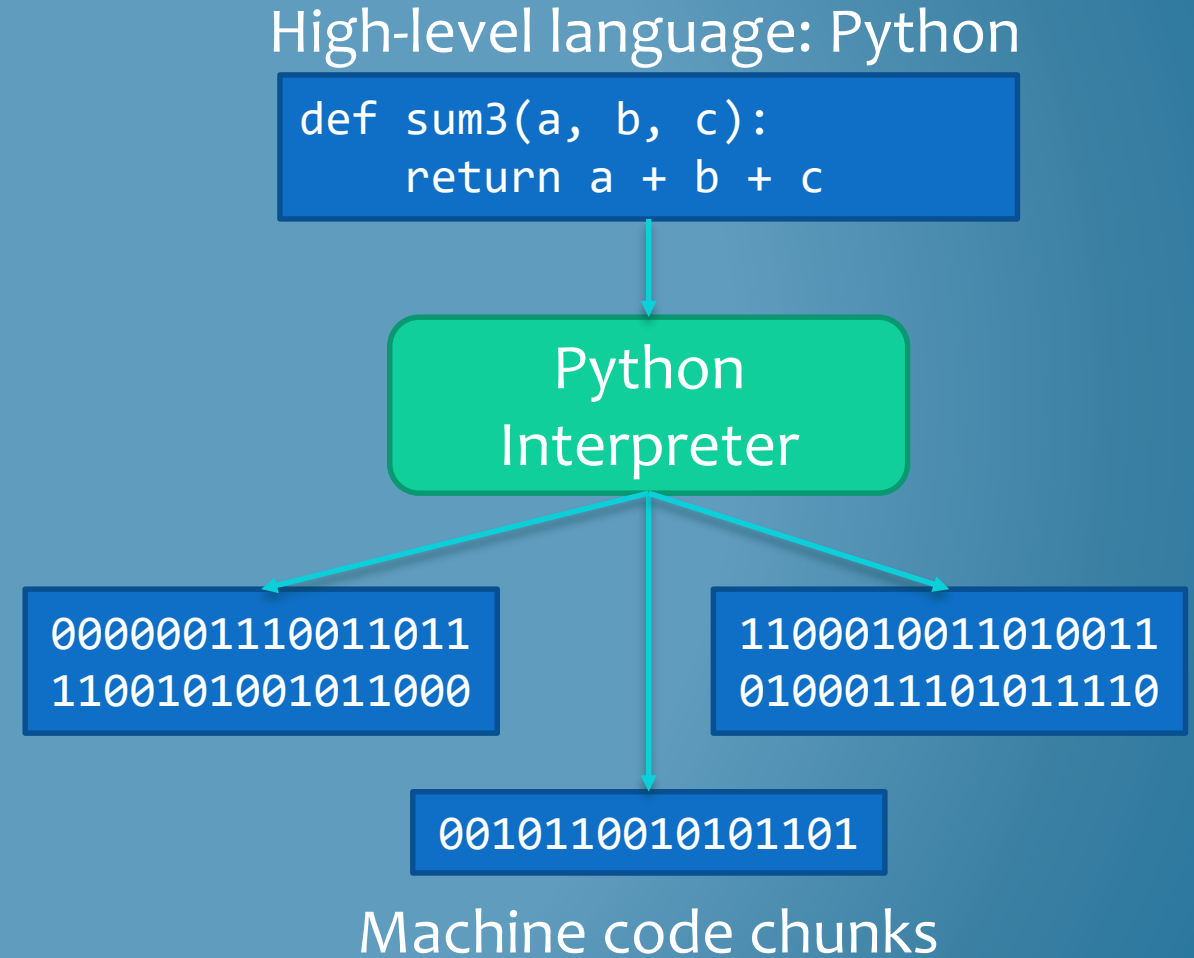 High-level language: Python
def sum3(a, b, c):
    return a + b + c
Python
Interpreter
0000001110011011
1100101001011000
1100010011010011
0100011101011110
0010110010101101
Machine code chunks